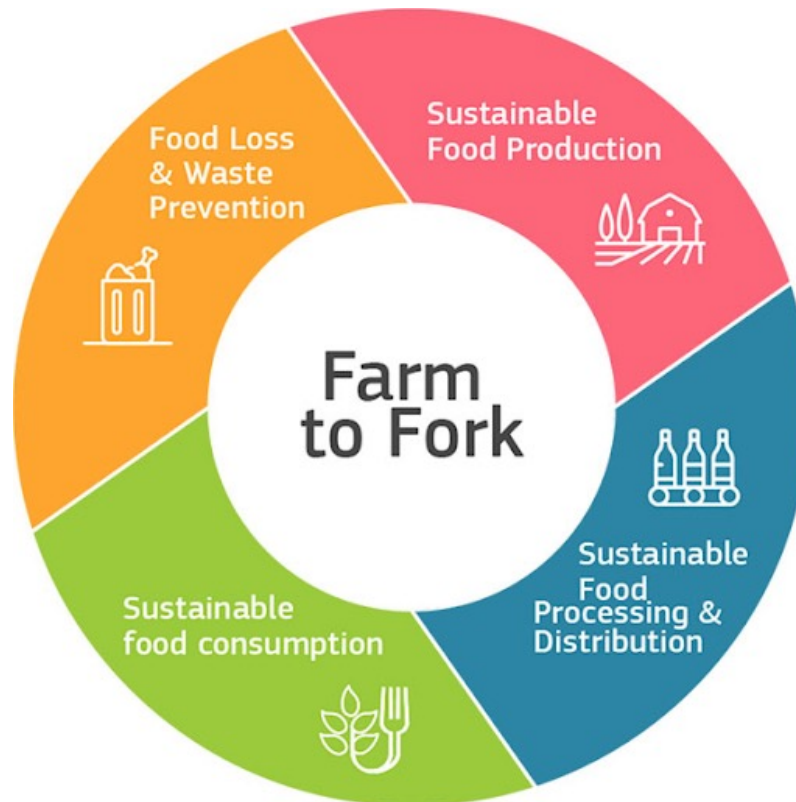 Food Loss
& Waste
Prevention
Sustainable
Food Production
Farm
to Fork
Sustainable
Food
Processing &
Distribution
Sustainable
food consumption